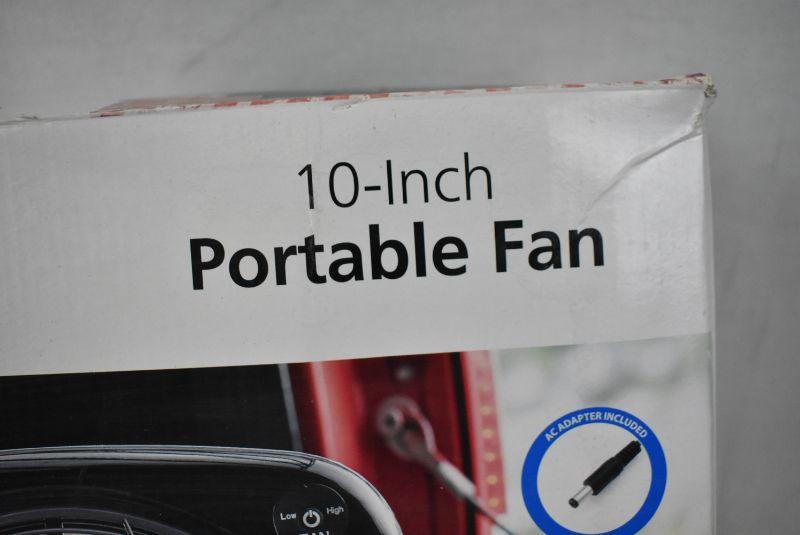 10-Inch
Portable Fan
AC ADAPTER INCLUDED
Low High